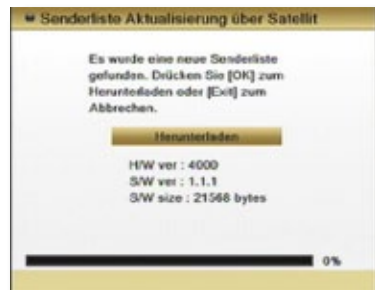 Senderliste Aktualisierung über Satellit
Es wurde eine neue Senderliste
gefunden. Drücken Sie [OK] zum
Herunterladen oder [Exit] zum
Abbrechen.
Herunterladen
H/W ver : 4000
S/W ver : 1.1.1
S/W size : 21568 bytes
0%